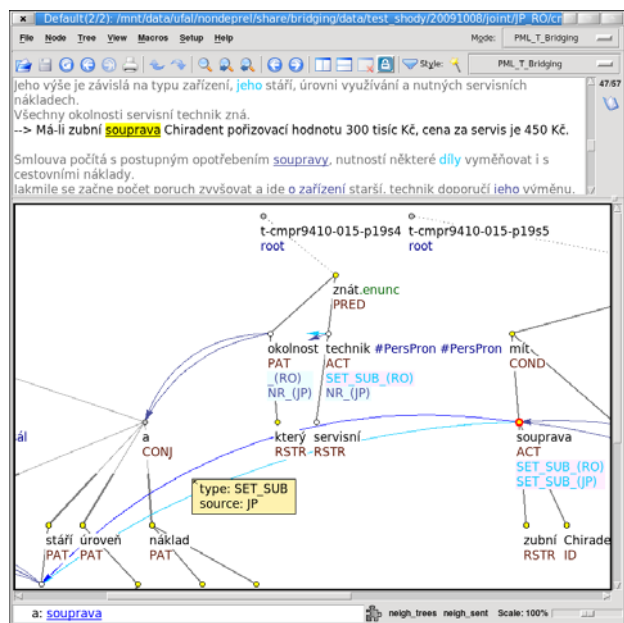 Default(2/2): /mnt/data/ufal/nondeprel/share/bridging/data/test_shody/20091008/joint/JP_RO/cr
File Node Tree View Macros Setup Help Mode: PML_T_Bridging
Style: PML_T_Bridging
Jeho výše je závislá na typu zařízení, jeho stáří, úrovni využívání a nutných servisních
nákladech.
Všechny okolnosti servisní technik zná.
--> Má-li zubní souprava Chiradent pořizovací hodnotu 300 tisíc Kč, cena za servis je 450 Kč.
Smlouva počítá s postupným opotřebením soupravy, nutností některé díly vyměňovat i s
cestovními náklady.
Jakmile se začne počet poruch zvyšovat a jde o zařízení starší, technik doporučí jeho výměnu.
47/57
t-cmpr9410-015-p19s4 t-cmpr9410-015-p19s5
root root
znát.enunc
PRED
okolnost technik #PersPron #PersPron mít
PAT ACT COND
_(RO) SET_SUB_(RO)
NR_(JP) NR_(JP)
ál a který servisní souprava
CONJ RSTR RSTR ACT
SET_SUB_(RO)
SET_SUB_(JP)
type: SET_SUB
source: JP
stáří úroveň náklad zubní Chirade
PAT PAT PAT RSTR ID
a: souprava
neigh_trees neigh_sent Scale: 100%